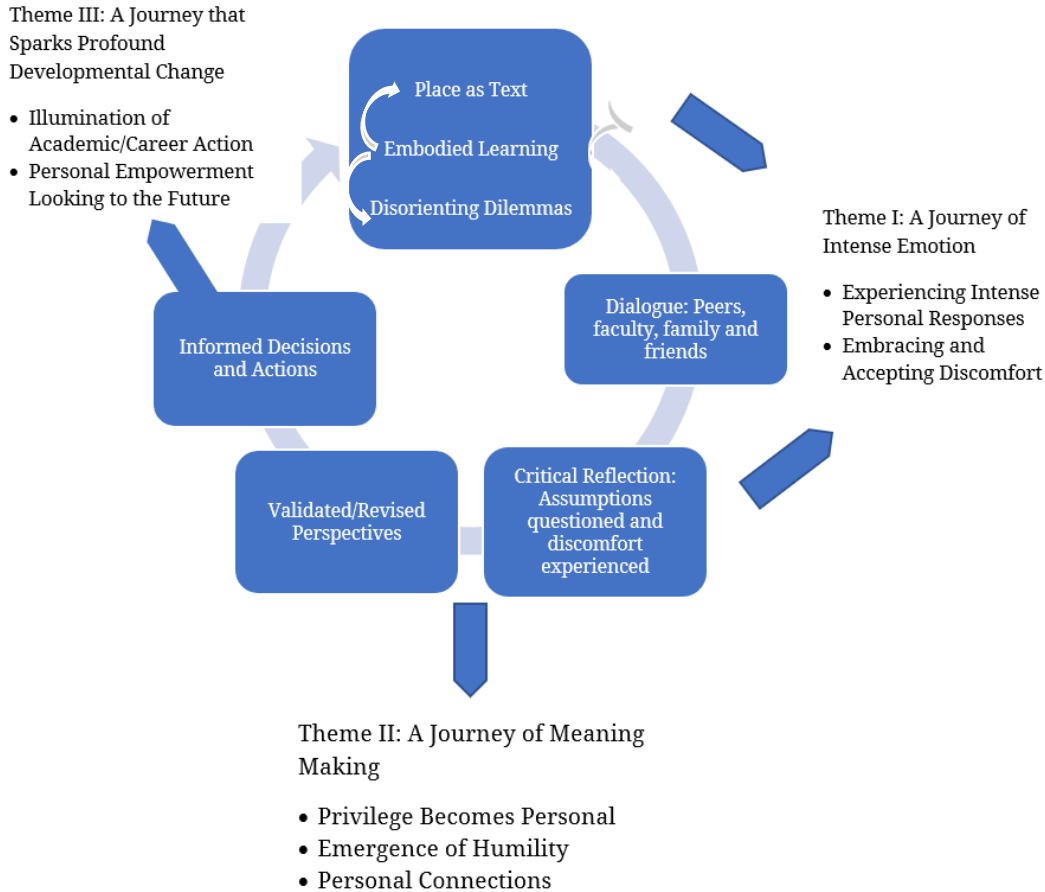 Theme III: A Journey that
Sparks Profound
Developmental Change
• Illumination of
Academic/Career Action
• Personal Empowerment
Looking to the Future
Place as Text
Embodied Learning
Disorienting Dilemmas
Theme I: A Journey of
Intense Emotion
• Experiencing Intense
Personal Responses
• Embracing and
Accepting Discomfort
Dialogue: Peers,
faculty, family and
friends
Informed Decisions
and Actions
Critical Reflection:
Assumptions
questioned and
discomfort
experienced
Validated/Revised
Perspectives
Theme II: A Journey of Meaning
Making
• Privilege Becomes Personal
• Emergence of Humility
• Personal Connections